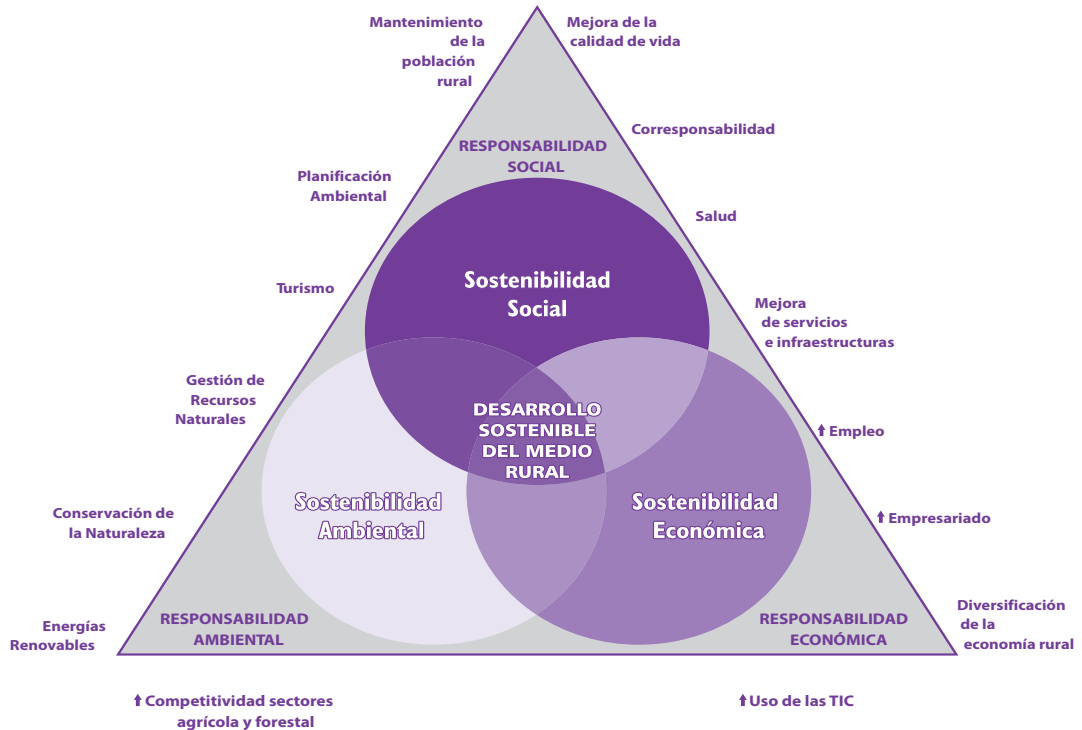 Mantenimiento
de la
población
rural
Mejora de la
calidad de vida
Corresponsabilidad
RESPONSABILIDAD
SOCIAL
Planificación
Ambiental
Salud
Sostenibilidad
Social
Turismo
Mejora
de servicios
e infraestructuras
Gestión de
Recursos
Naturales
DESARROLLO
SOSTENIBLE
DEL MEDIO
RURAL
⬆ Empleo
Sostenibilidad
Ambiental
Sostenibilidad
Económica
Conservación de
la Naturaleza
⬆ Empresariado
Energías
Renovables
RESPONSABILIDAD
AMBIENTAL
RESPONSABILIDAD
ECONÓMICA
Diversificación
de la
economía rural
⬆ Competitividad sectores
agrícola y forestal
⬆ Uso de las TIC